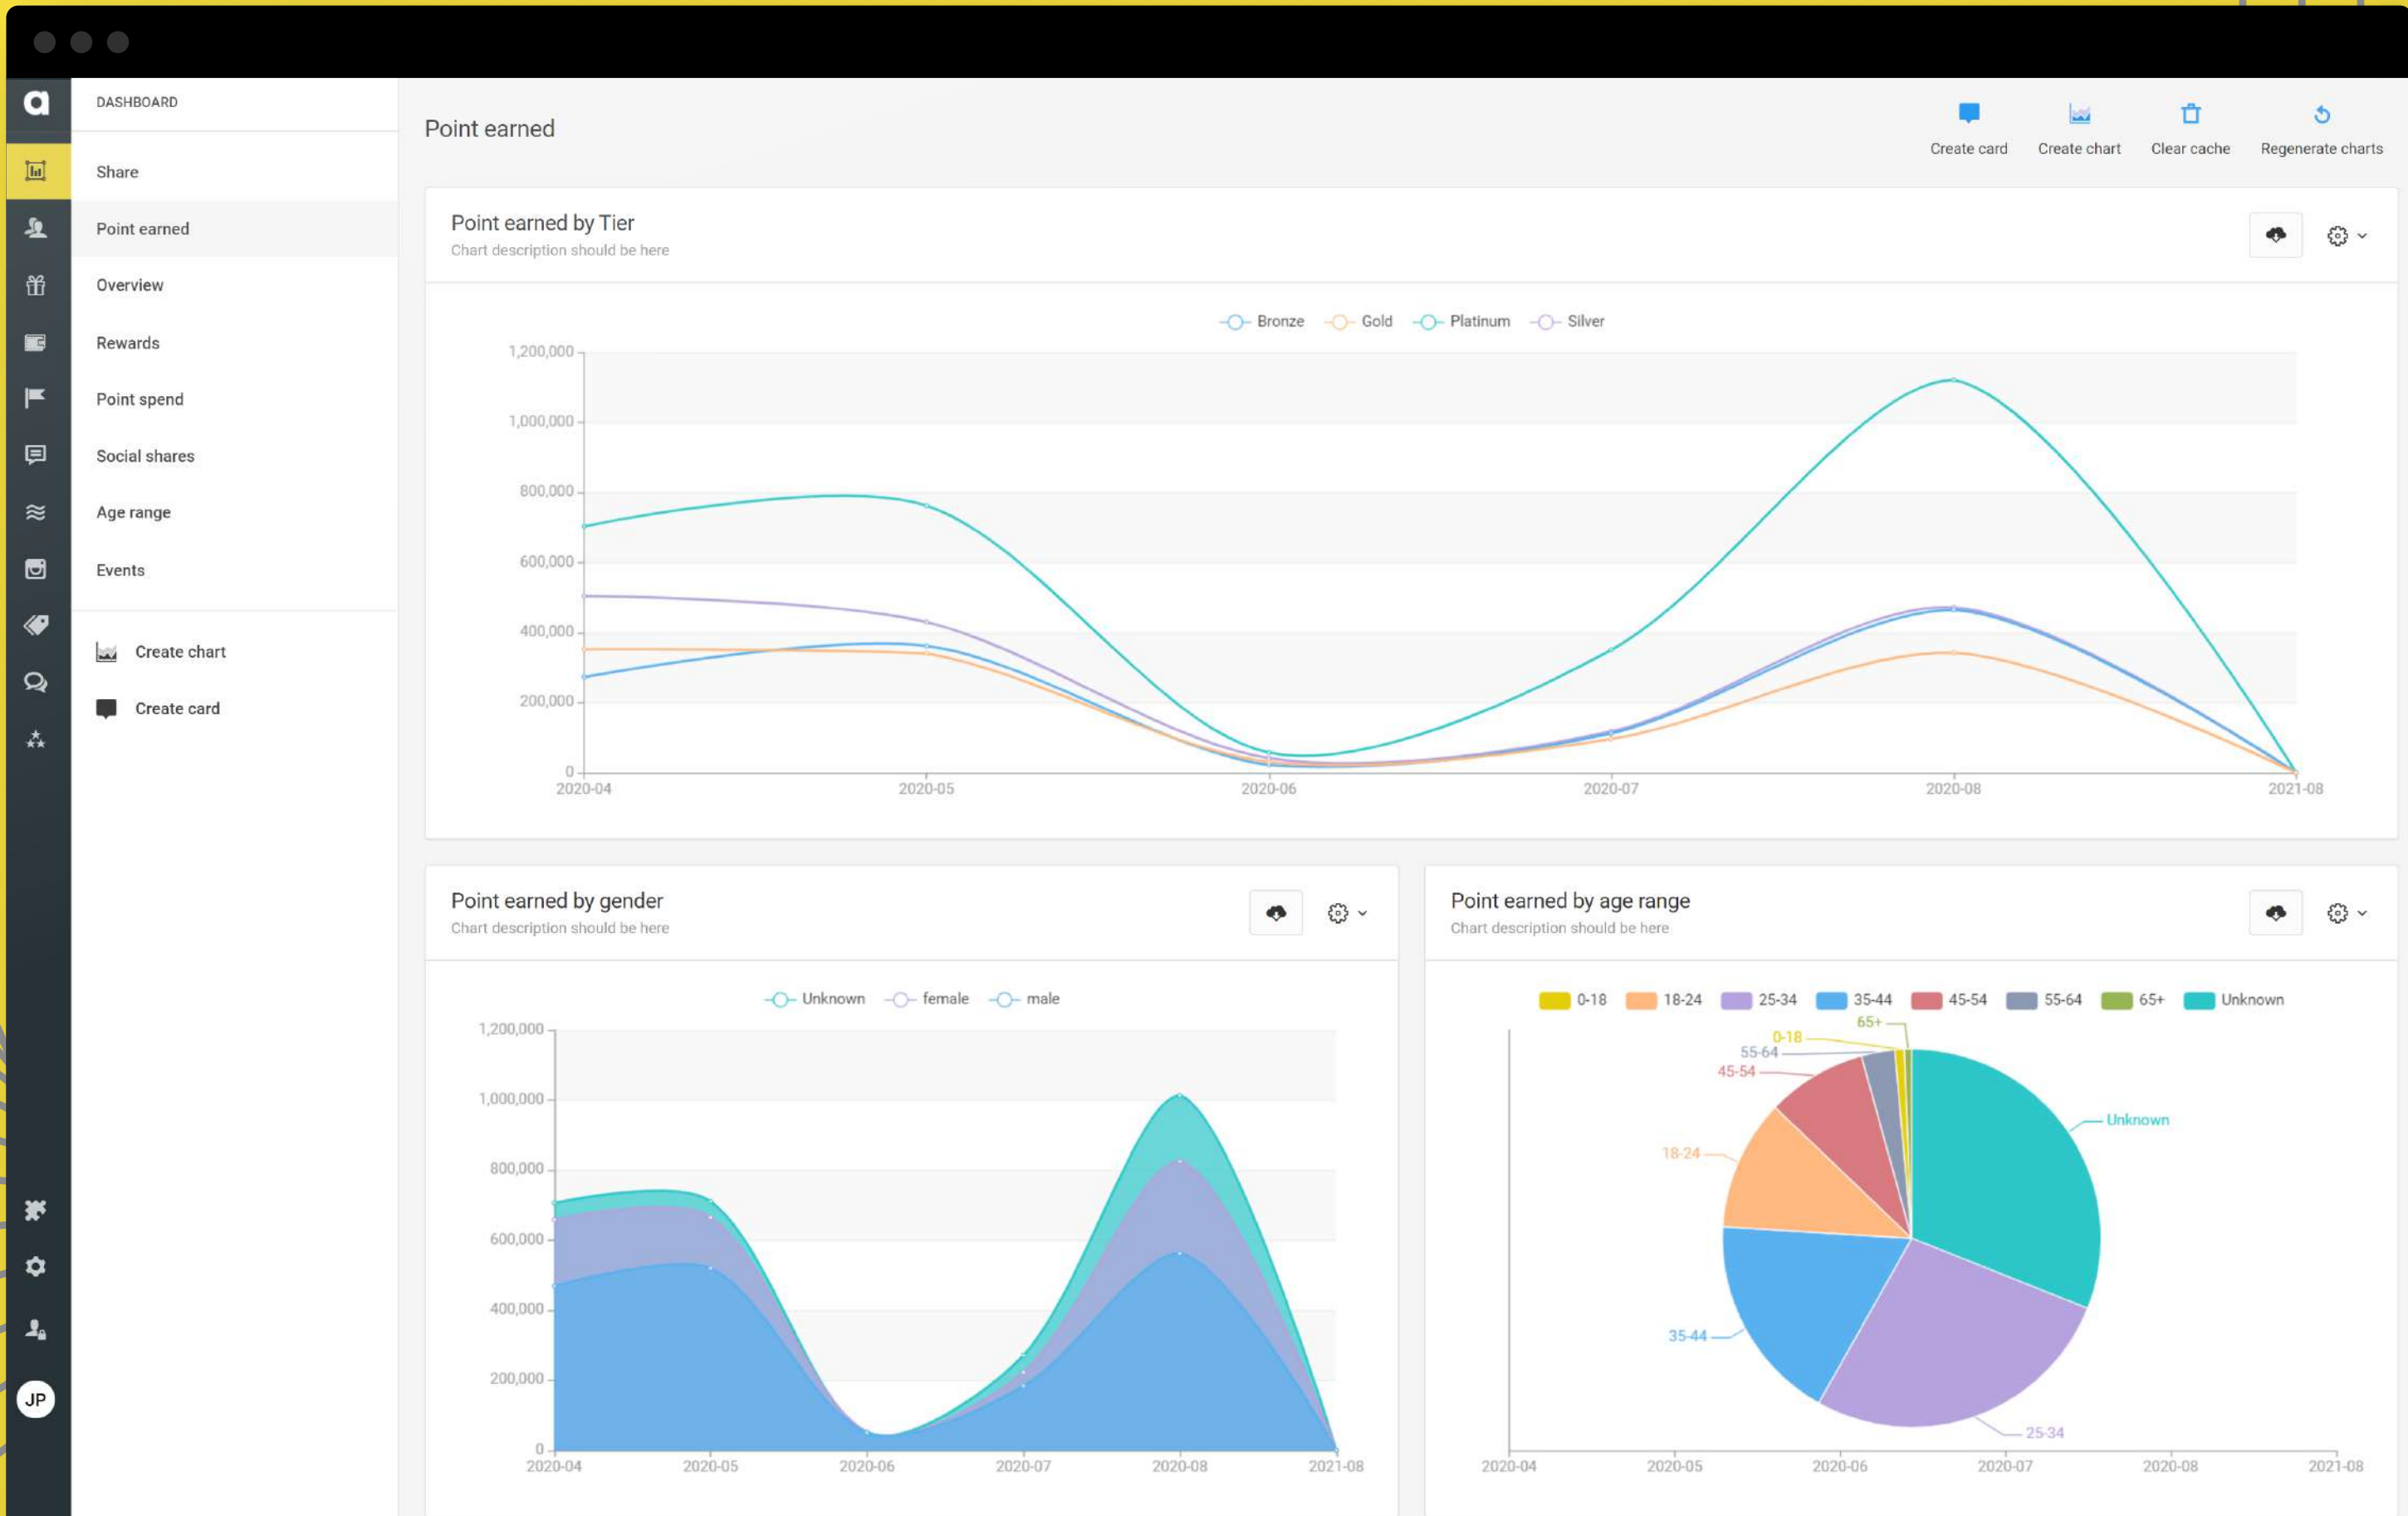 a
DASHBOARD
Share
Point earned
Overview
Rewards
Point spend
Social shares
Age range
Events
Create chart
Create card
JP
Point earned
Create card
Create chart
Clear cache
Regenerate charts
Point earned by Tier
Chart description should be here
Bronze Gold Platinum Silver
1,200,000
1,000,000
800,000
600,000
400,000
200,000
0
2020-04 2020-05 2020-06 2020-07 2020-08 2021-08
Point earned by gender
Chart description should be here
Unknown female male
1,200,000
1,000,000
800,000
600,000
400,000
200,000
0
2020-04 2020-05 2020-06 2020-07 2020-08 2021-08
Point earned by age range
Chart description should be here
0-18 18-24 25-34 35-44 45-54 55-64 65+ Unknown
65+
0-18
55-64
45-54
Unknown
18-24
35-44
25-34
2020-04 2020-05 2020-06 2020-07 2020-08 2021-08